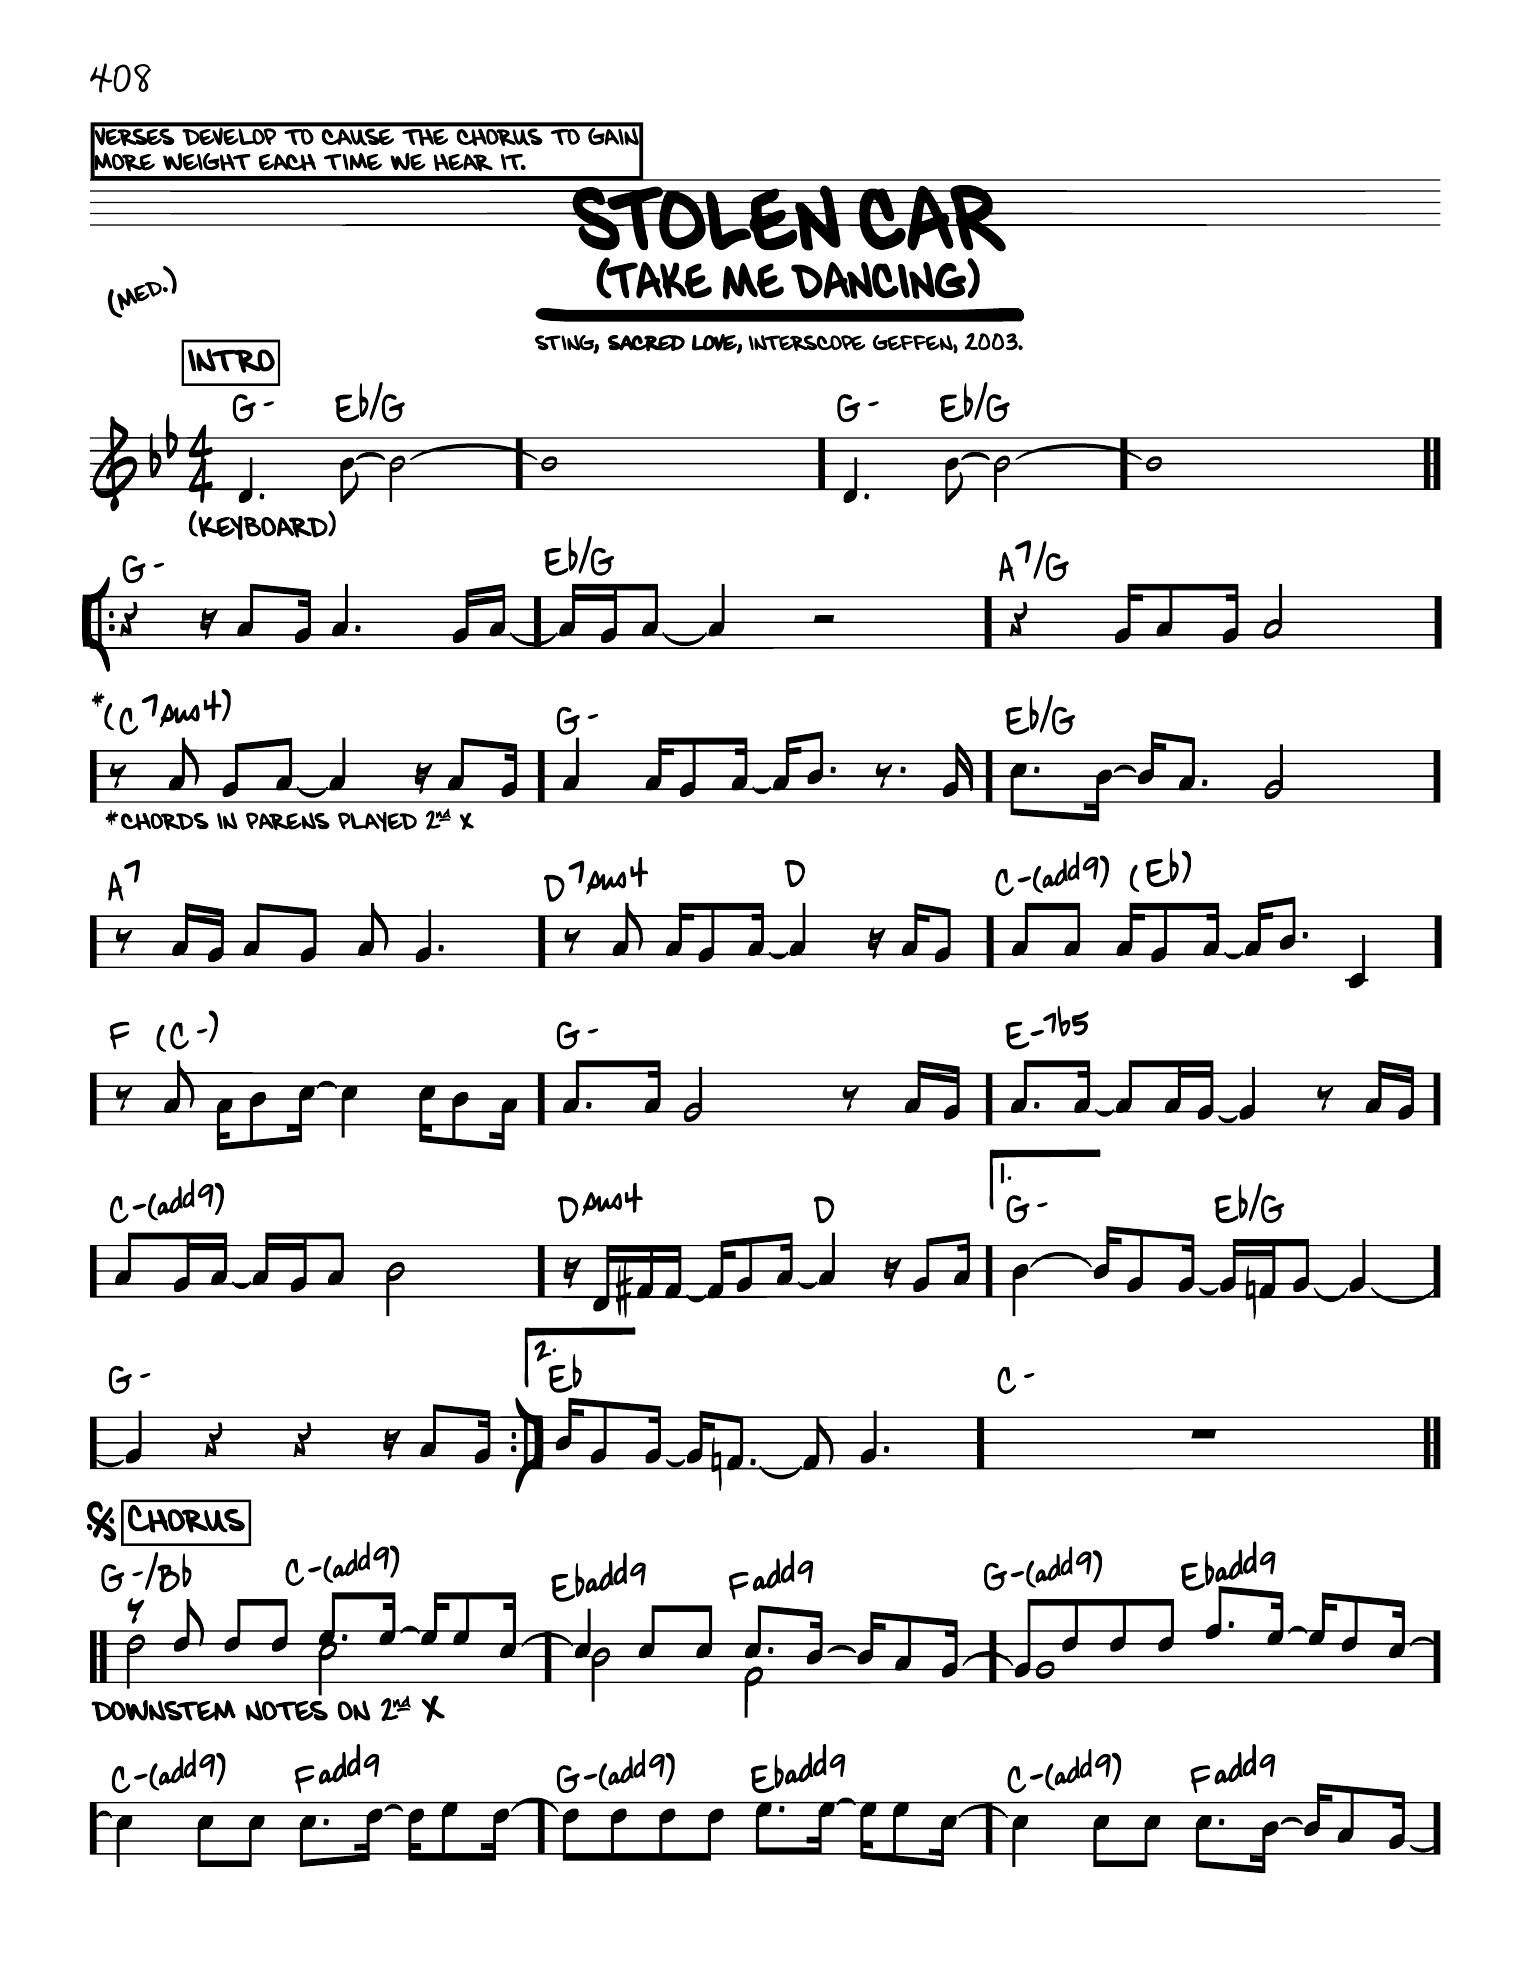 408
VERSES DEVELOP TO CAUSE THE CHORUS TO GAIN
MORE WEIGHT EACH TIME WE HEAR IT.
STOLEN CAR
(TAKE ME DANCING)
(MED.)
STING, SACRED LOVE, INTERSCOPE GEFFEN, 2003.
INTRO
G- Eb/G G- Eb/G
4
4
(KEYBOARD)
G- Eb/G A7/G
*(C7sus4) G- Eb/G
*CHORDS IN PARENS PLAYED 2nd X
A7 D7sus4 D C-(add9) (Eb)
F (C-) G- E-7b5
1.
C-(add9) Dsus4 D G- Eb/G
2.
G- Eb C-
CHORUS
G-/Bb C-(add9) Ebadd9 Fadd9 G-(add9) Ebadd9
DOWNSTEM NOTES ON 2nd X
C-(add9) Fadd9 G-(add9) Ebadd9 C-(add9) Fadd9